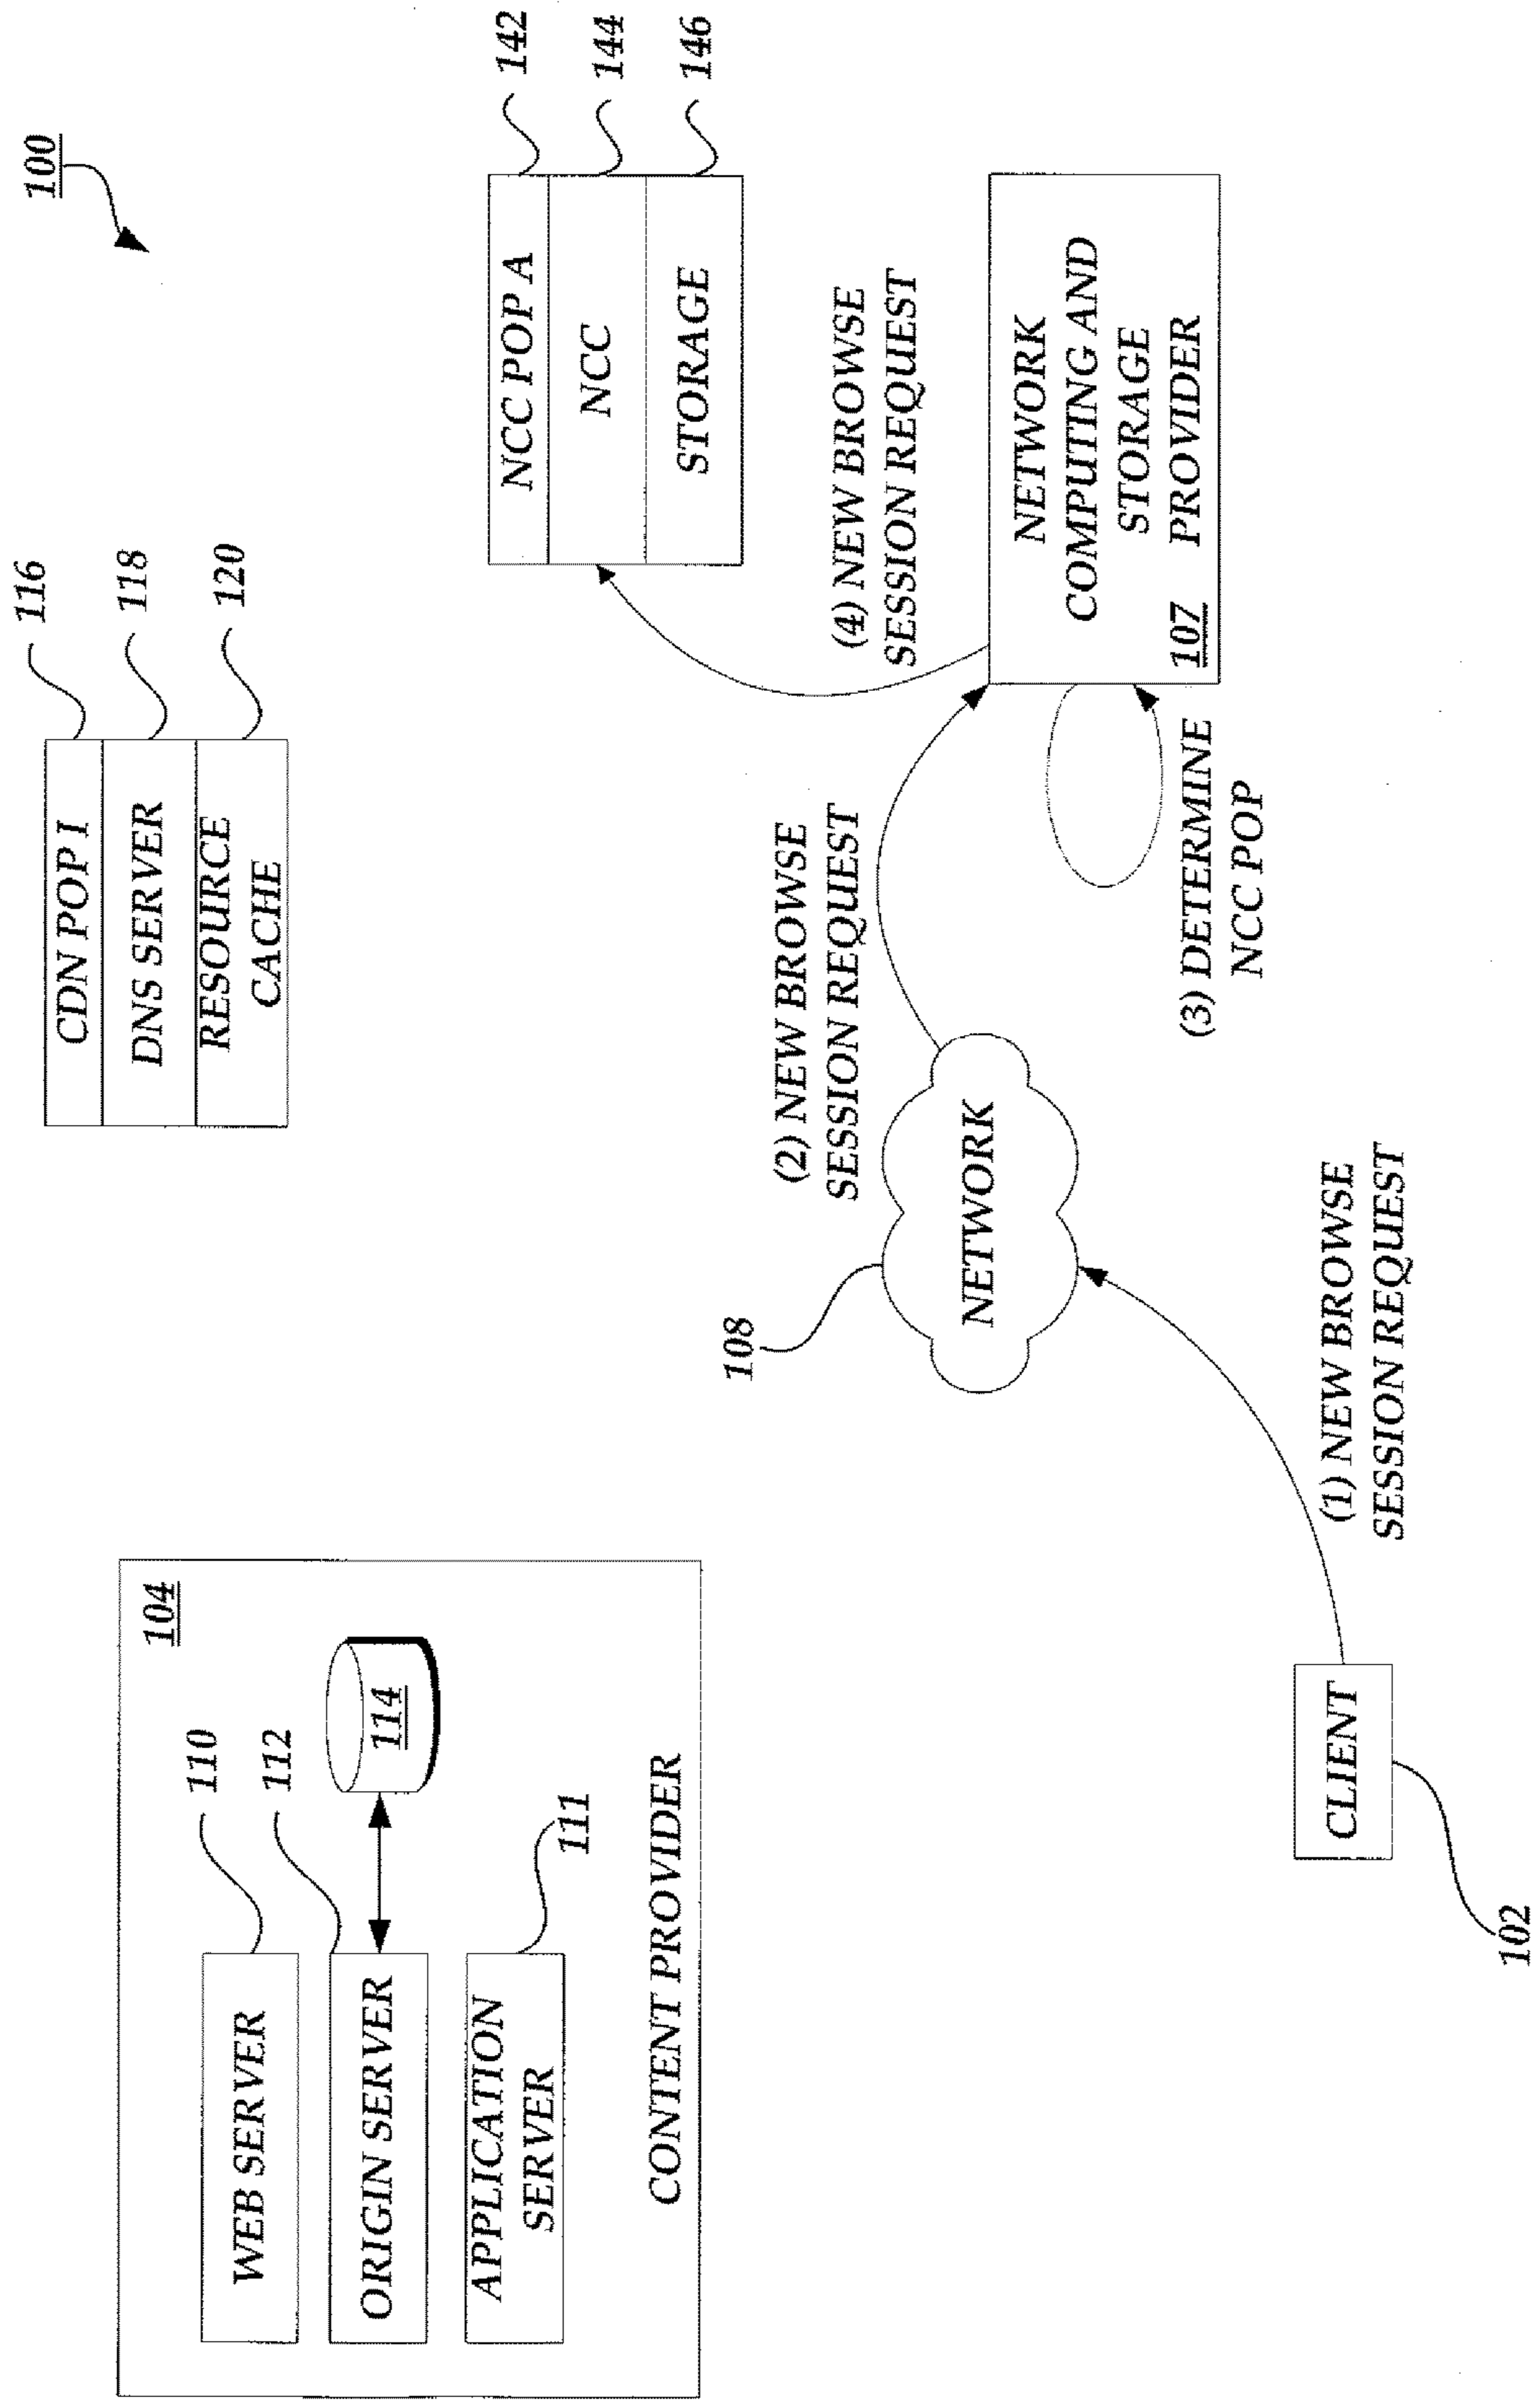 100
104
110
WEB SERVER
112
ORIGIN SERVER
114
111
APPLICATION
SERVER
CONTENT PROVIDER
116
CDN POP I
118
DNS SERVER
120
RESOURCE
CACHE
142
NCC POP A
144
NCC
146
STORAGE
108
NETWORK
(2) NEW BROWSE
SESSION REQUEST
(4) NEW BROWSE
SESSION REQUEST
NETWORK
COMPUTING AND
STORAGE
107 PROVIDER
(3) DETERMINE
NCC POP
(1) NEW BROWSE
SESSION REQUEST
CLIENT
102